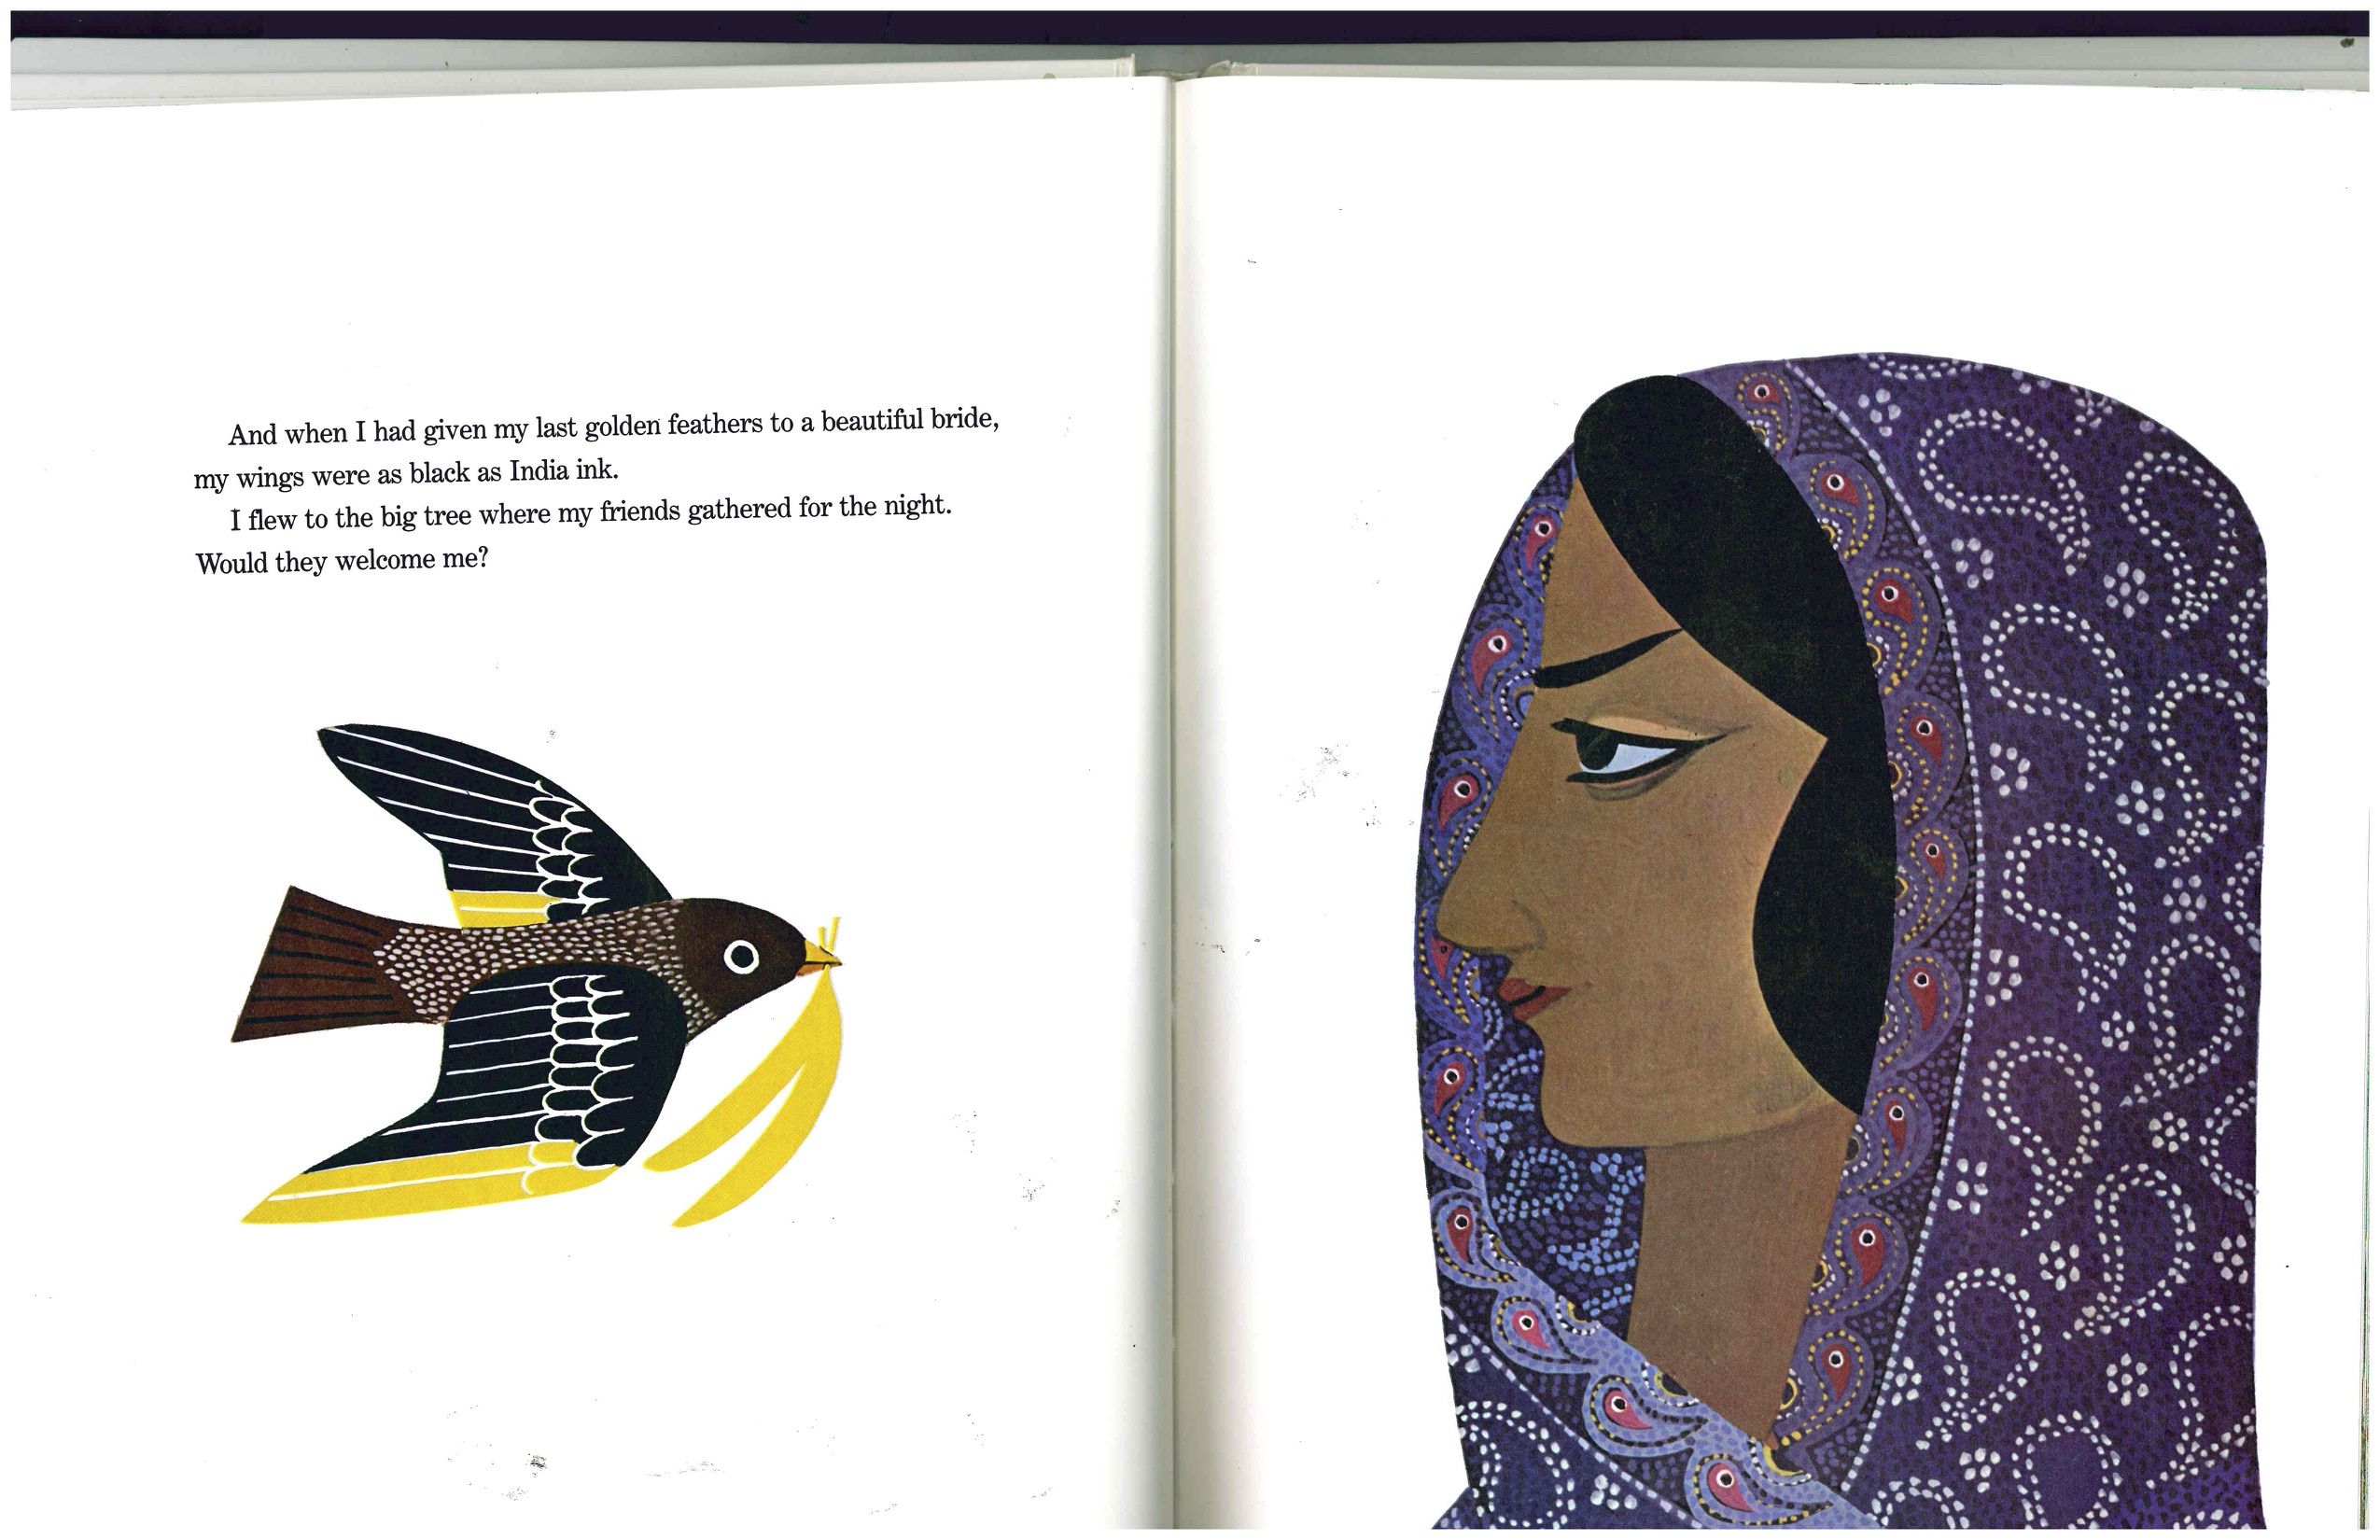 And when I had given my last golden feathers to a beautiful bride,
my wings were as black as India ink.
I flew to the big tree where my friends gathered for the night.
Would they welcome me?